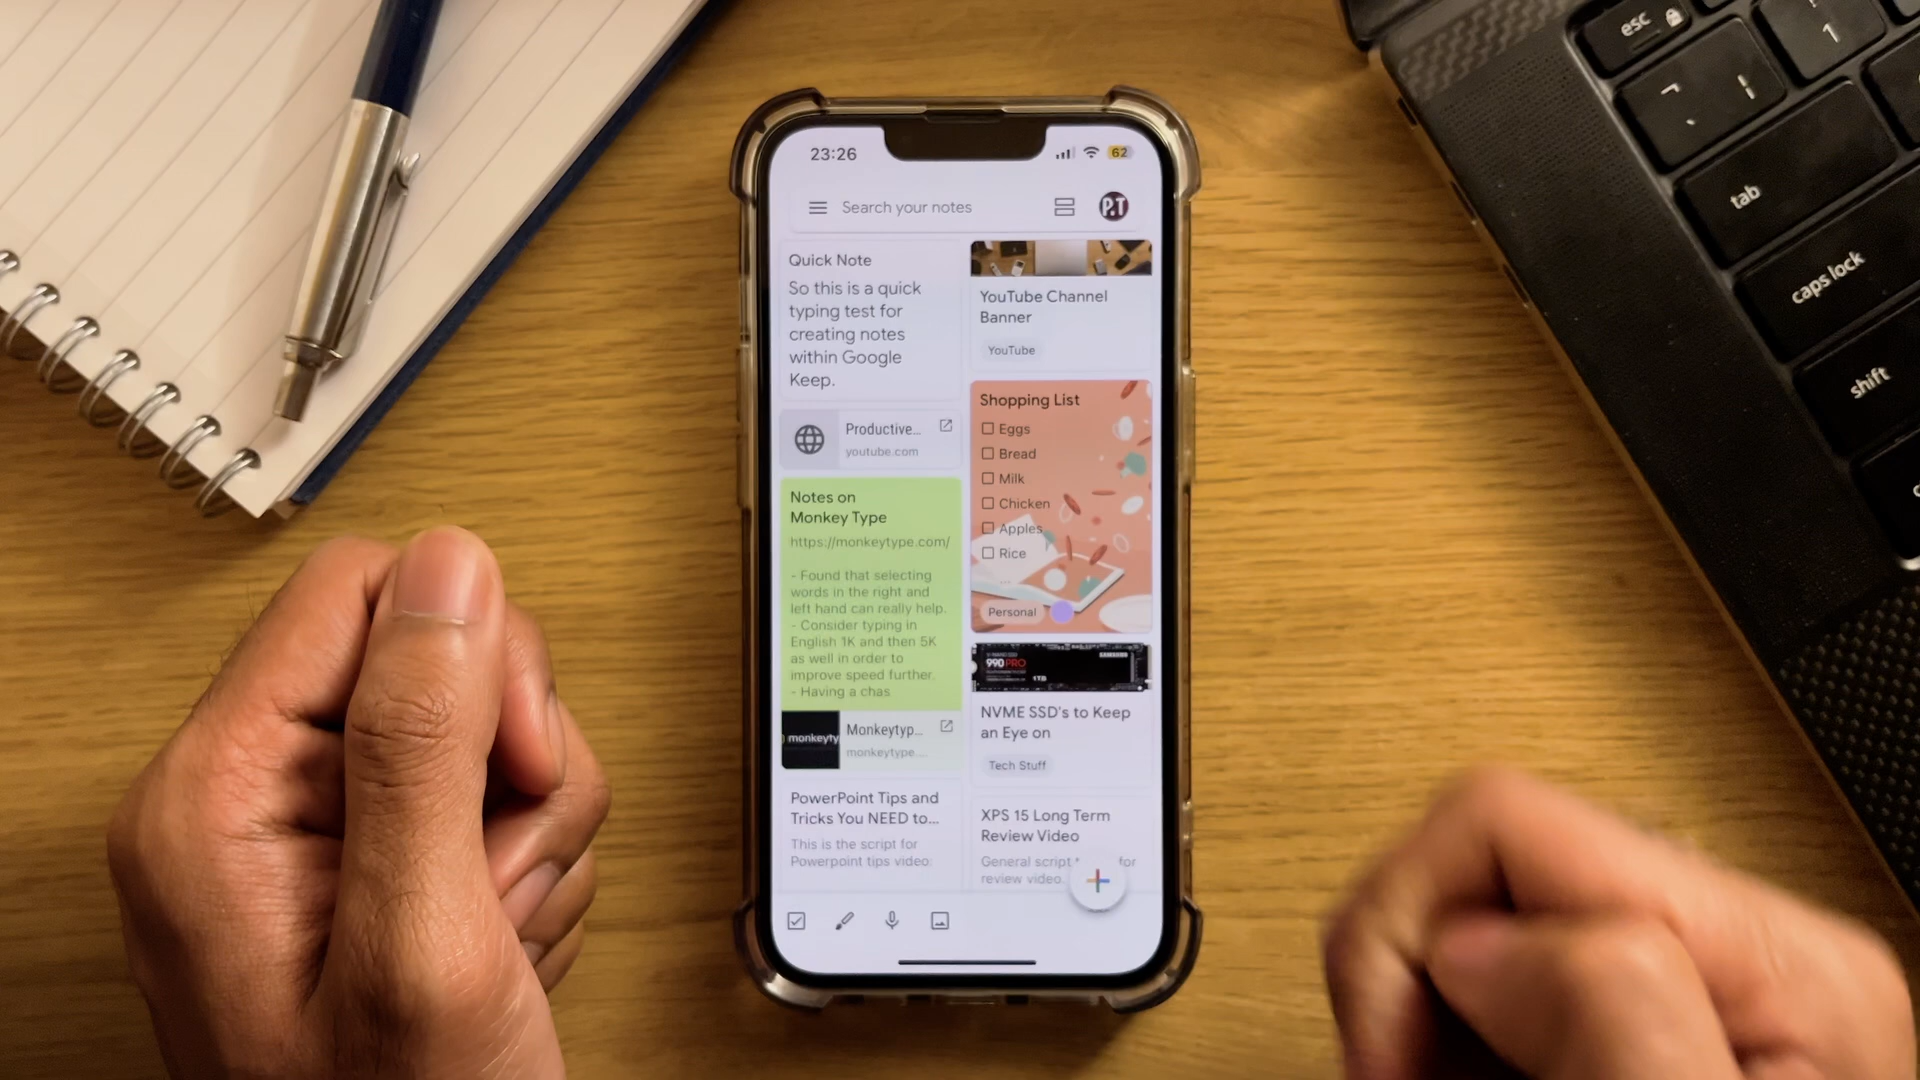 23:26
62
Search your notes
P.T
Quick Note
So this is a quick
typing test for
creating notes
within Google
Keep.
Productive...
youtube.com
Notes on
Monkey Type
https://monkeytype.com/
- Found that selecting
words in the right and
left hand can really help.
- Consider typing in
English 1K and then 5K
as well in order to
improve speed further.
- Having a chas
monkeyty
Monkeytyp...
monkeytype...
PowerPoint Tips and
Tricks You NEED to...
This is the script for
Powerpoint tips video:
YouTube Channel
Banner
YouTube
Shopping List
Eggs
Bread
Milk
Chicken
Apples
Rice
...
Personal
990 PRO
1TB
NVME SSD's to Keep
an Eye on
Tech Stuff
XPS 15 Long Term
Review Video
General script for
review video.
esc
1
tab
caps lock
shift